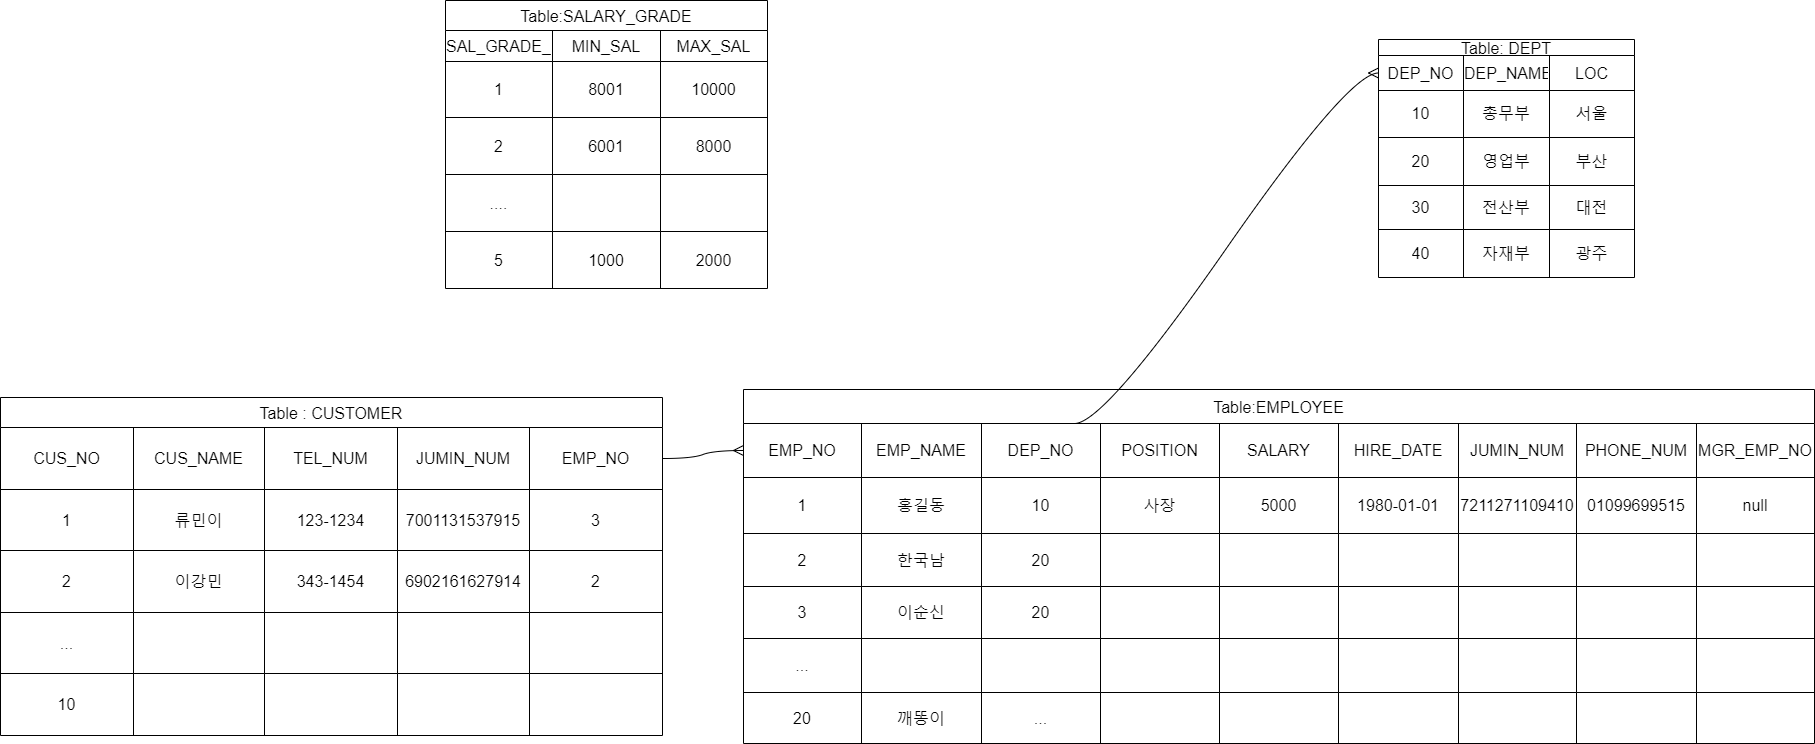 Table:SALARY_GRADE
SAL_GRADE_ MIN_SAL MAX_SAL
1 8001 10000
2 6001 8000
....
5 1000 2000
Table: DEPT
DEP_NO DEP_NAME LOC
10 총무부 서울
20 영업부 부산
30 전산부 대전
40 자재부 광주
Table : CUSTOMER
CUS_NO CUS_NAME TEL_NUM JUMIN_NUM EMP_NO
1 류민이 123-1234 7001131537915 3
2 이강민 343-1454 6902161627914 2
...
10
Table:EMPLOYEE
EMP_NO EMP_NAME DEP_NO POSITION SALARY HIRE_DATE JUMIN_NUM PHONE_NUM MGR_EMP_NO
1 홍길동 10 사장 5000 1980-01-01 7211271109410 01099699515 null
2 한국남 20
3 이순신 20
...
20 깨똥이 ...